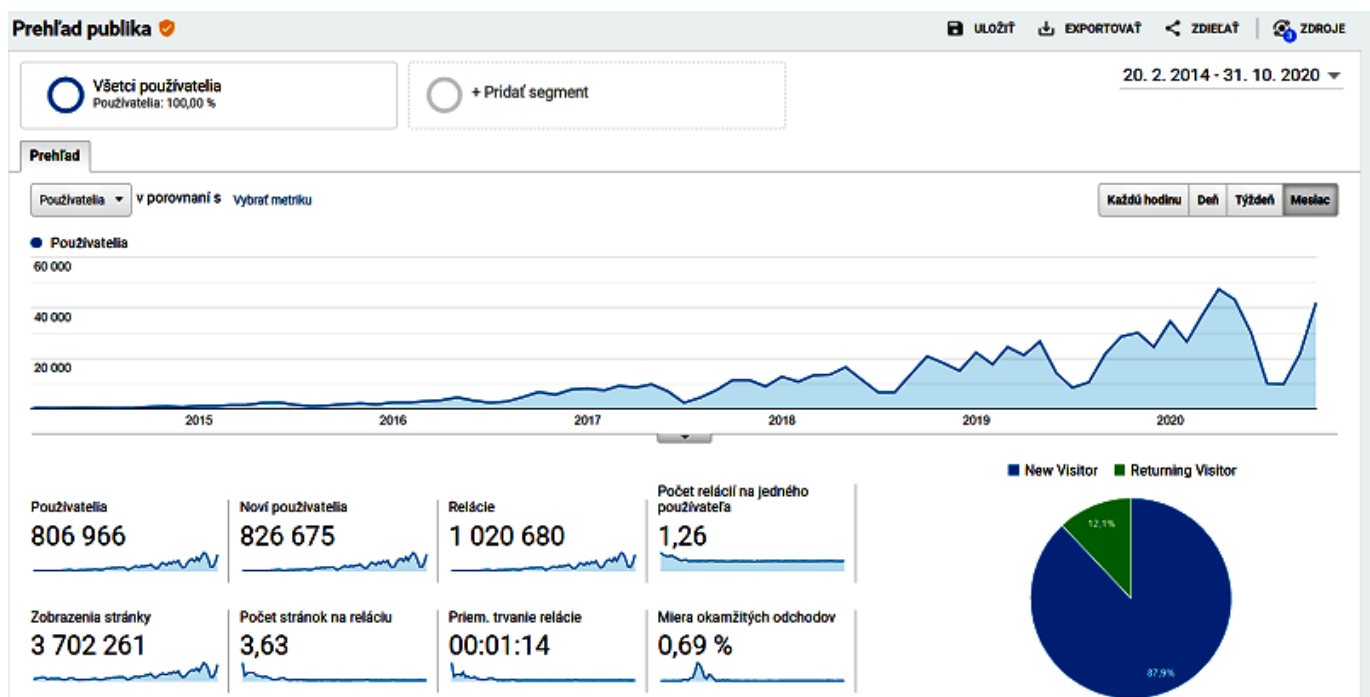 Prehľad publika
ULOŽIŤ EXPORTOVAŤ ZDIEĽAŤ ZDROJE
3
Všetci používatelia
Používatelia: 100,00 %
+ Pridať segment
20. 2. 2014 - 31. 10. 2020
Prehľad
Používatelia v porovnaní s Vybrať metriku
Každú hodinu Deň Týždeň Mesiac
Používatelia
60 000
40 000
20 000
2015 2016 2017 2018 2019 2020
New Visitor Returning Visitor
Používatelia
806 966
Noví používatelia
826 675
Relácie
1 020 680
Počet relácií na jedného
používateľa
1,26
Zobrazenia stránky
3 702 261
Počet stránok na reláciu
3,63
Priem. trvanie relácie
00:01:14
Miera okamžitých odchodov
0,69 %
12,1%
87,9%